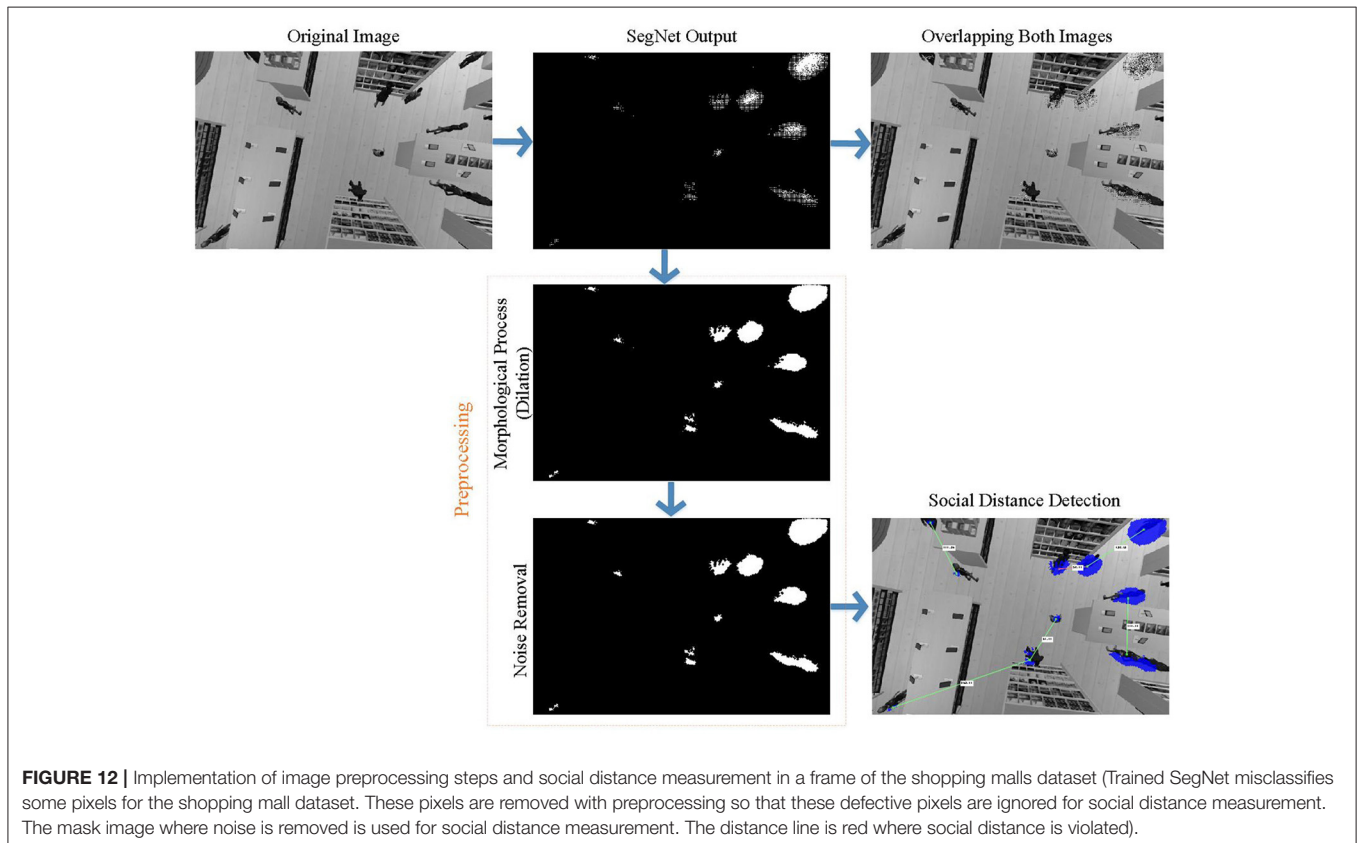 Original Image
SegNet Output
Overlapping Both Images
Preprocessing
Morphological Process
(Dilation)
Noise Removal
Social Distance Detection
FIGURE 12 | Implementation of image preprocessing steps and social distance measurement in a frame of the shopping malls dataset (Trained SegNet misclassifies
some pixels for the shopping mall dataset. These pixels are removed with preprocessing so that these defective pixels are ignored for social distance measurement.
The mask image where noise is removed is used for social distance measurement. The distance line is red where social distance is violated).